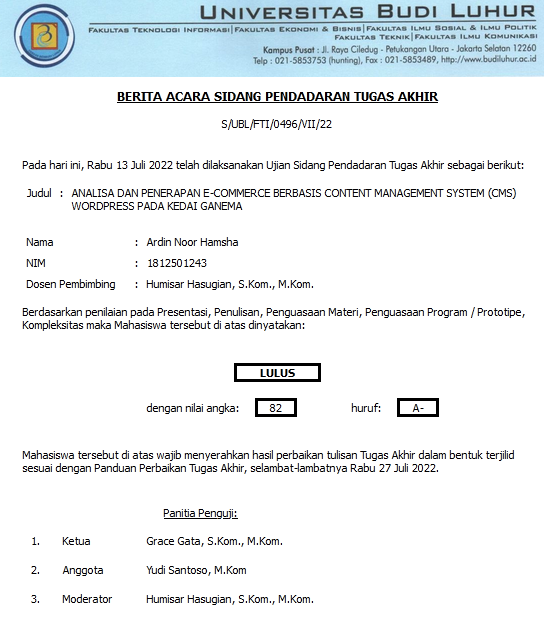 UNIVERSITAS BUDI LUHUR
FAKULTAS TEKNOLOGI INFORMASI|FAKULTAS EKONOMI & BISNIS|FAKULTAS ILMU SOSIAL & ILMU POLITIK
FAKULTAS TEKNIK|FAKULTAS ILMU KOMUNIKASI
Kampus Pusat : Jl. Raya Ciledug - Petukangan Utara - Jakarta Selatan 12260
Telp : 021-5853753 (hunting), Fax : 021-5853489, http://www.budiluhur.ac.id
BERITA ACARA SIDANG PENDADARAN TUGAS AKHIR
S/UBL/FTI/0496/VII/22
Pada hari ini, Rabu 13 Juli 2022 telah dilaksanakan Ujian Sidang Pendadaran Tugas Akhir sebagai berikut:
Judul : ANALISA DAN PENERAPAN E-COMMERCE BERBASIS CONTENT MANAGEMENT SYSTEM (CMS)
WORDPRESS PADA KEDAI GANEMA
Nama : Ardin Noor Hamsha
NIM : 1812501243
Dosen Pembimbing : Humisar Hasugian, S.Kom., M.Kom.
Berdasarkan penilaian pada Presentasi, Penulisan, Penguasaan Materi, Penguasaan Program / Prototipe,
Kompleksitas maka Mahasiswa tersebut di atas dinyatakan:
LULUS
dengan nilai angka: 82 huruf: A-
Mahasiswa tersebut di atas wajib menyerahkan hasil perbaikan tulisan Tugas Akhir dalam bentuk terjilid
sesuai dengan Panduan Perbaikan Tugas Akhir, selambat-lambatnya Rabu 27 Juli 2022.
Panitia Penguji:
1. Ketua Grace Gata, S.Kom., M.Kom.
2. Anggota Yudi Santoso, M.Kom
3. Moderator Humisar Hasugian, S.Kom., M.Kom.